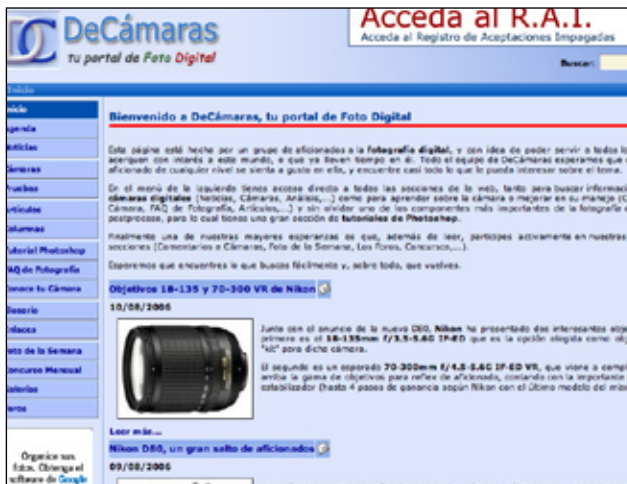 DeCámaras
tu portal de Foto Digital
Acceda al R.A.I.
Acceda al Registro de Aceptaciones Impagadas
Buscar:
Inicio
Inicio
Agenda
Noticias
Cámaras
Pruebas
Artículos
Columnas
Tutorial Photoshop
FAQ de Fotografía
Conoce tu Cámara
Glosario
Enlaces
Foto de la Semana
Concurso Mensual
Galerías
Foros
Organice sus
fotos. Obtenga el
software de Google
Bienvenido a DeCámaras, tu portal de Foto Digital
Esta página está hecha por un grupo de aficionados a la fotografía digital, y con idea de poder servir a todos lo
acerquen con interés a este mundo, o que ya lleven tiempo en él. Todo el equipo de DeCámaras esperamos que
aficionado de cualquier nivel se sienta a gusto en ella, y encuentre casi todo lo que le pueda interesar sobre el tema.
En el menú de la izquierda tienes acceso directo a todas las secciones de la web, tanto para buscar informaci
cámaras digitales (Noticias, Cámaras, Análisis,...) como para aprender sobre la cámara o mejorar en su manejo (C
Cámara, FAQ de Fotografía, Artículos,...) y sin olvidar uno de los componentes más importantes de la fotografía
postproceso, para lo cual tienes una gran sección de tutoriales de Photoshop.
Finalmente una de nuestras mayores esperanzas es que, además de leer, participes activamente en nuestras
secciones (Comentarios a Cámaras, Foto de la Semana, Los Foros, Concursos,...).
Esperamos que encuentres lo que buscas fácilmente y, sobre todo, que vuelvas.
Objetivos 18-135 y 70-300 VR de Nikon
10/08/2006
Junto con el anuncio de la nueva D80, Nikon ha presentado dos interesantes obje
primero es el 18-135mm f/3.5-5.6G IF-ED que es la opción elegida como obj
"kit" para dicha cámara.
El segundo es un esperado 70-300mm f/4.5-5.6G IF-ED VR, que viene a compl
arriba la gama de objetivos para reflex de aficionado, contando con la importante
estabilizador (hasta 4 pasos de ganancia según Nikon con el último modelo del mis
Leer más...
Nikon D80, un gran salto de aficionados
09/08/2006